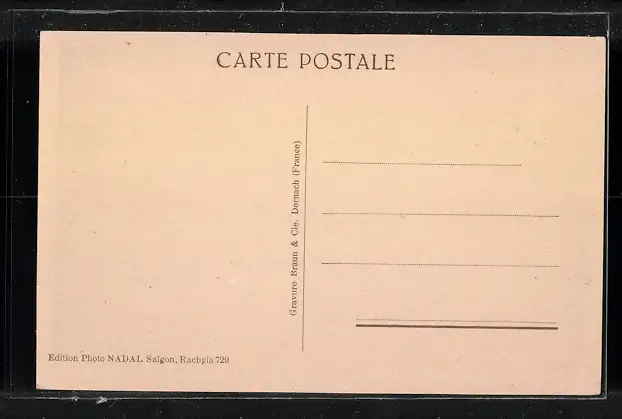 CARTE POSTALE
Gravure Braun & Cie. Dornach (France)
Edition Photo NADAL Saïgon, Rachgia 729